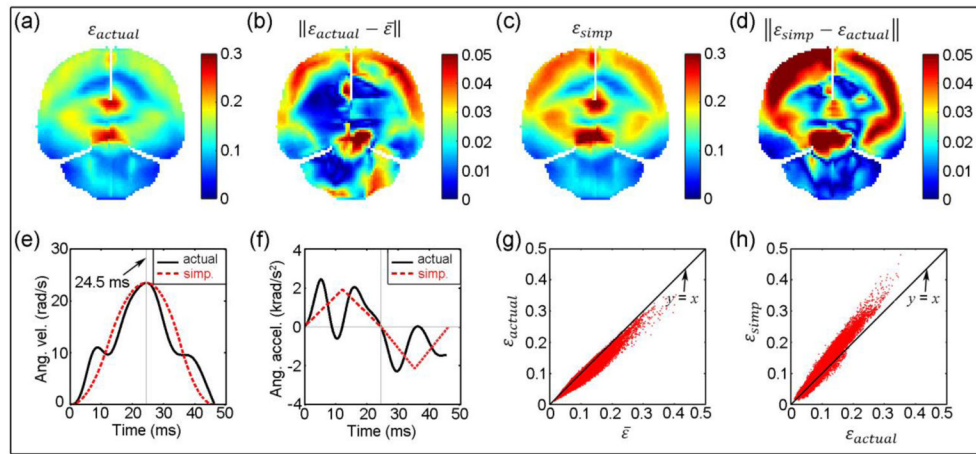 (a) ε_actual
(b) ‖ε_actual − ε̄‖
(c) ε_simp
(d) ‖ε_simp − ε_actual‖
0.3
0.2
0.1
0
0.05
0.04
0.03
0.02
0.01
0
0.3
0.2
0.1
0
0.05
0.04
0.03
0.02
0.01
0
(e)
30
20
10
0
Ang. vel. (rad/s)
24.5 ms
actual
simp.
0 10 20 30 40 50
Time (ms)
(f)
4
2
0
-2
-4
Ang. accel. (krad/s²)
actual
simp.
0 10 20 30 40 50
Time (ms)
(g)
0.5
0.4
0.3
0.2
0.1
0
ε_actual
y = x
0 0.1 0.2 0.3 0.4 0.5
ε̄
(h)
0.5
0.4
0.3
0.2
0.1
0
ε_simp
y = x
0 0.1 0.2 0.3 0.4 0.5
ε_actual